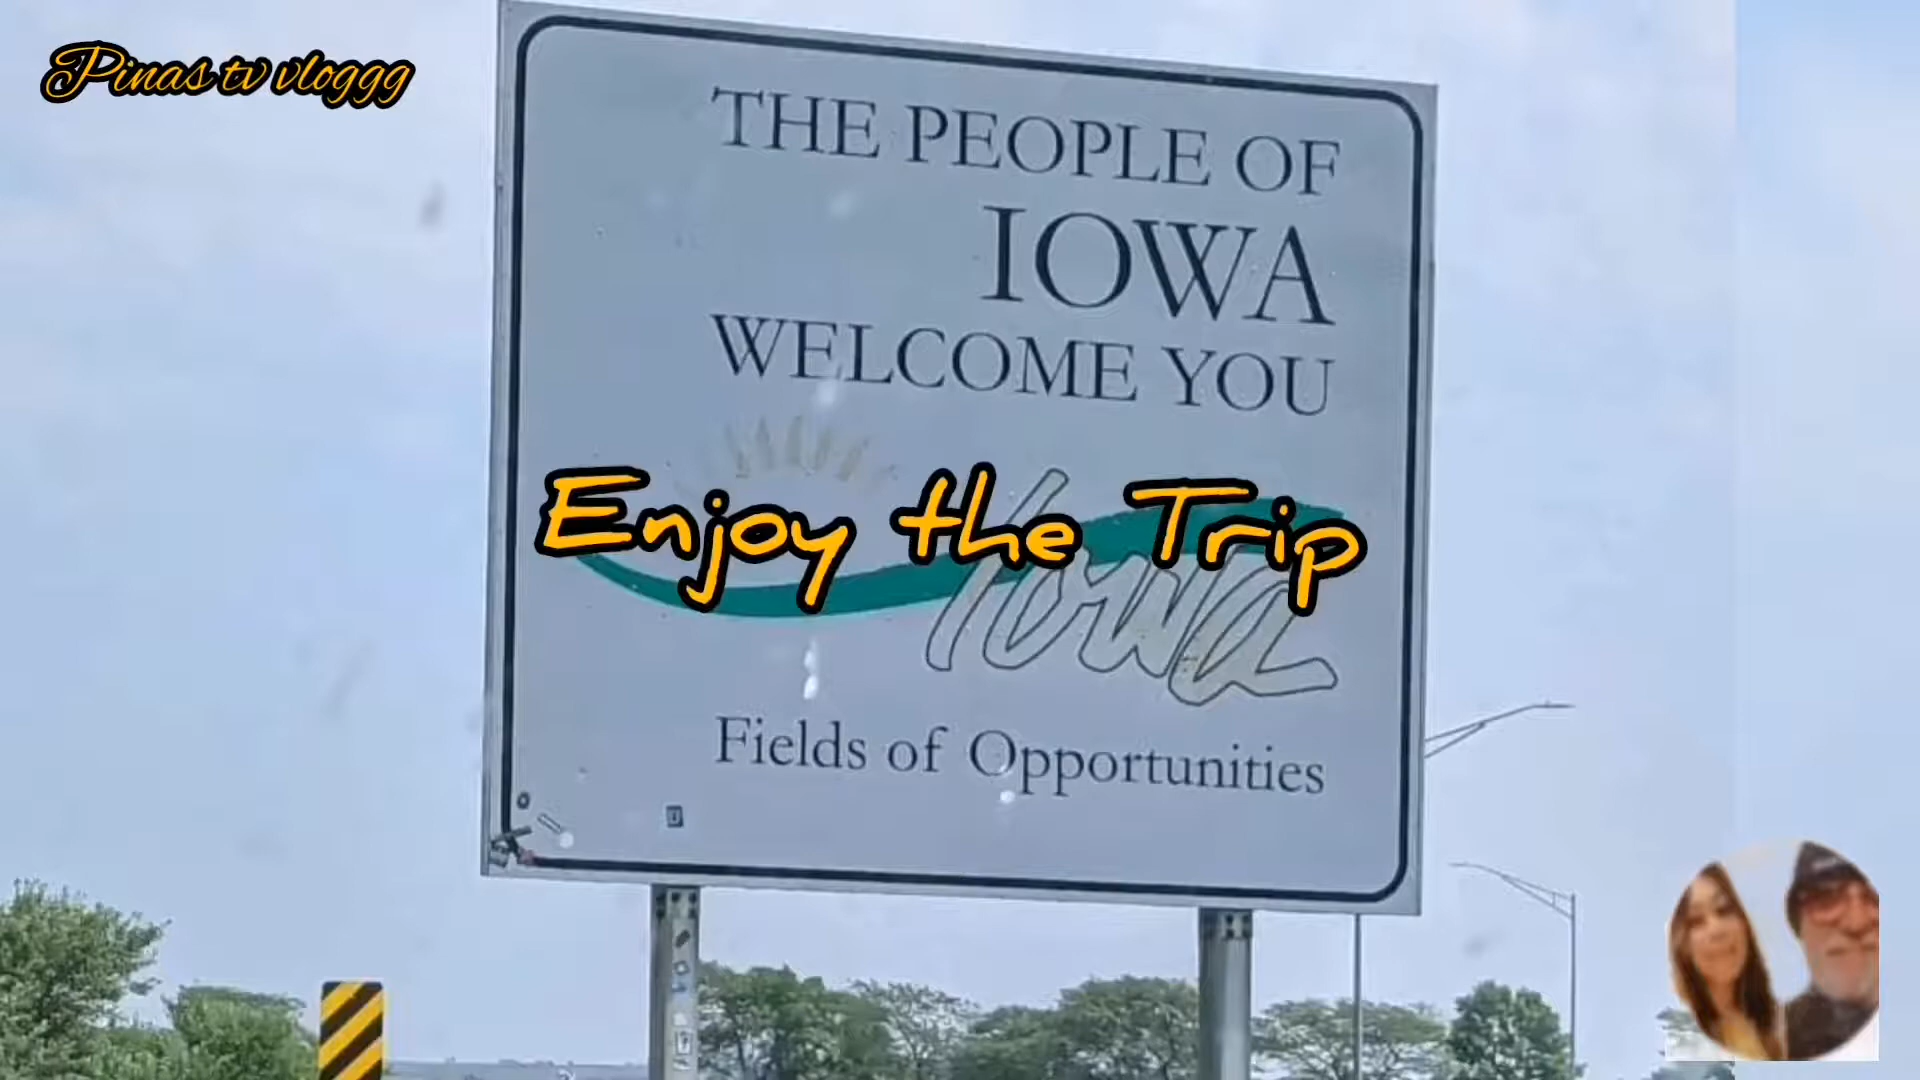 Pinas tv vloggg
THE PEOPLE OF
IOWA
WELCOME YOU
Enjoy the Trip
Iowa
Fields of Opportunities